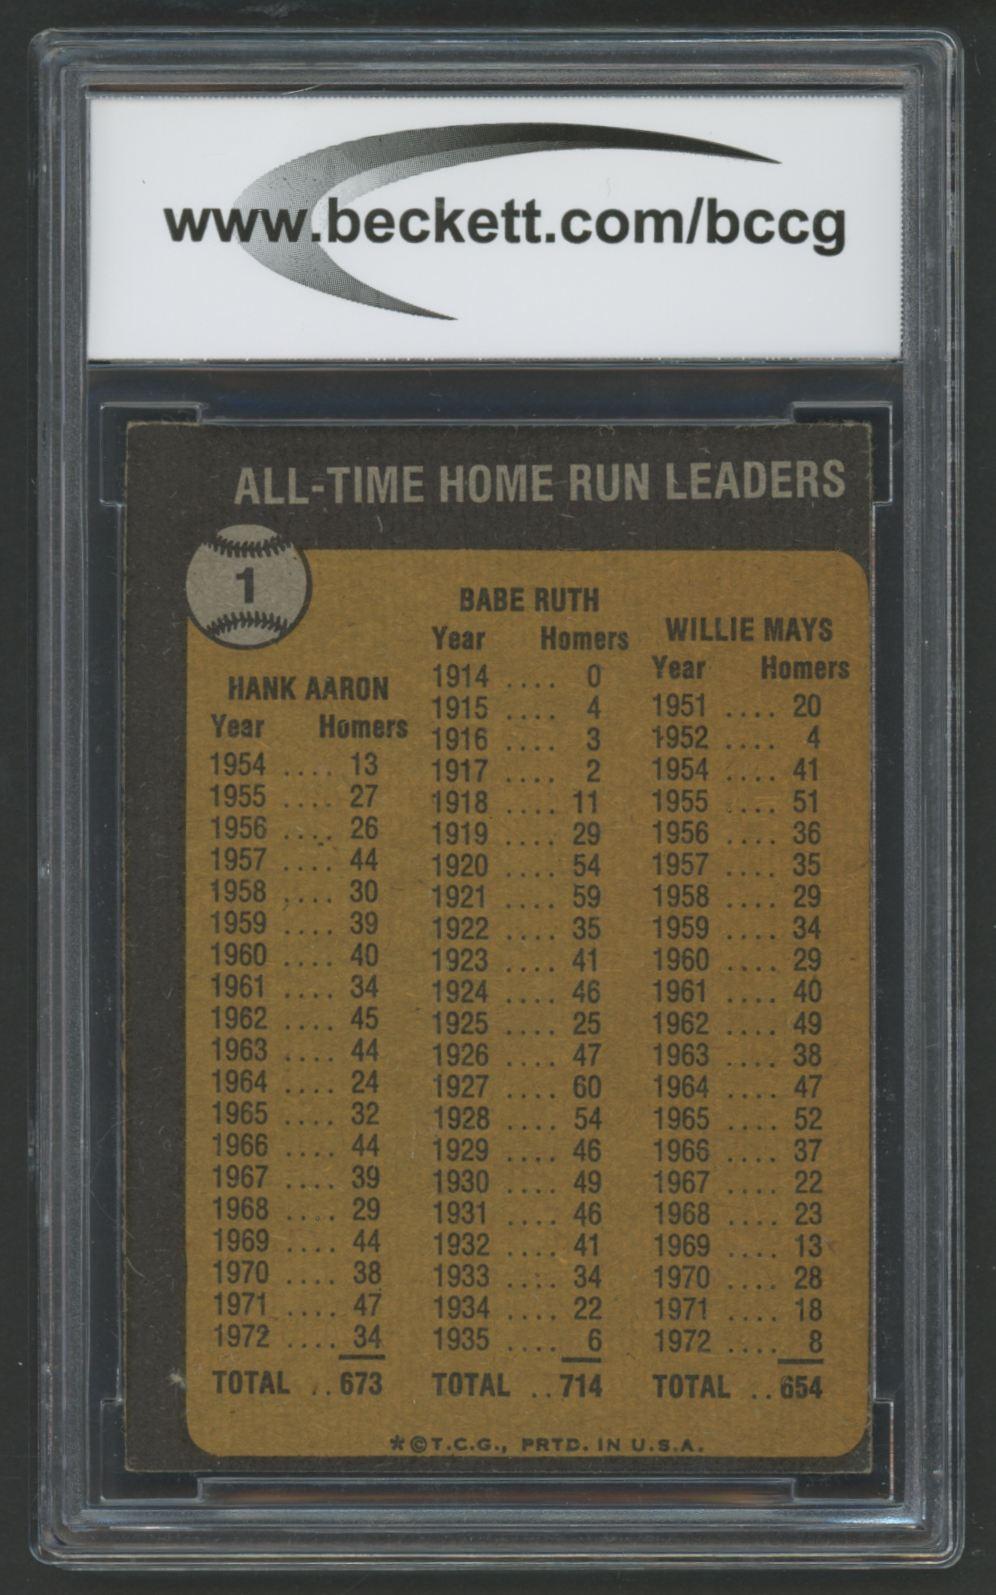 www.beckett.com/bccg
ALL-TIME HOME RUN LEADERS
1
HANK AARON
Year Homers
1954 .... 13
1955 .... 27
1956 .... 26
1957 .... 44
1958 .... 30
1959 .... 39
1960 .... 40
1961 .... 34
1962 .... 45
1963 .... 44
1964 .... 24
1965 .... 32
1966 .... 44
1967 .... 39
1968 .... 29
1969 .... 44
1970 .... 38
1971 .... 47
1972 .... 34
TOTAL .. 673
BABE RUTH
Year Homers
1914 .... 0
1915 .... 4
1916 .... 3
1917 .... 2
1918 .... 11
1919 .... 29
1920 .... 54
1921 .... 59
1922 .... 35
1923 .... 41
1924 .... 46
1925 .... 25
1926 .... 47
1927 .... 60
1928 .... 54
1929 .... 46
1930 .... 49
1931 .... 46
1932 .... 41
1933 .... 34
1934 .... 22
1935 .... 6
TOTAL .. 714
WILLIE MAYS
Year Homers
1951 .... 20
1952 .... 4
1954 .... 41
1955 .... 51
1956 .... 36
1957 .... 35
1958 .... 29
1959 .... 34
1960 .... 29
1961 .... 40
1962 .... 49
1963 .... 38
1964 .... 47
1965 .... 52
1966 .... 37
1967 .... 22
1968 .... 23
1969 .... 13
1970 .... 28
1971 .... 18
1972 .... 8
TOTAL .. 654
*©T.C.G., PRTD. IN U.S.A.